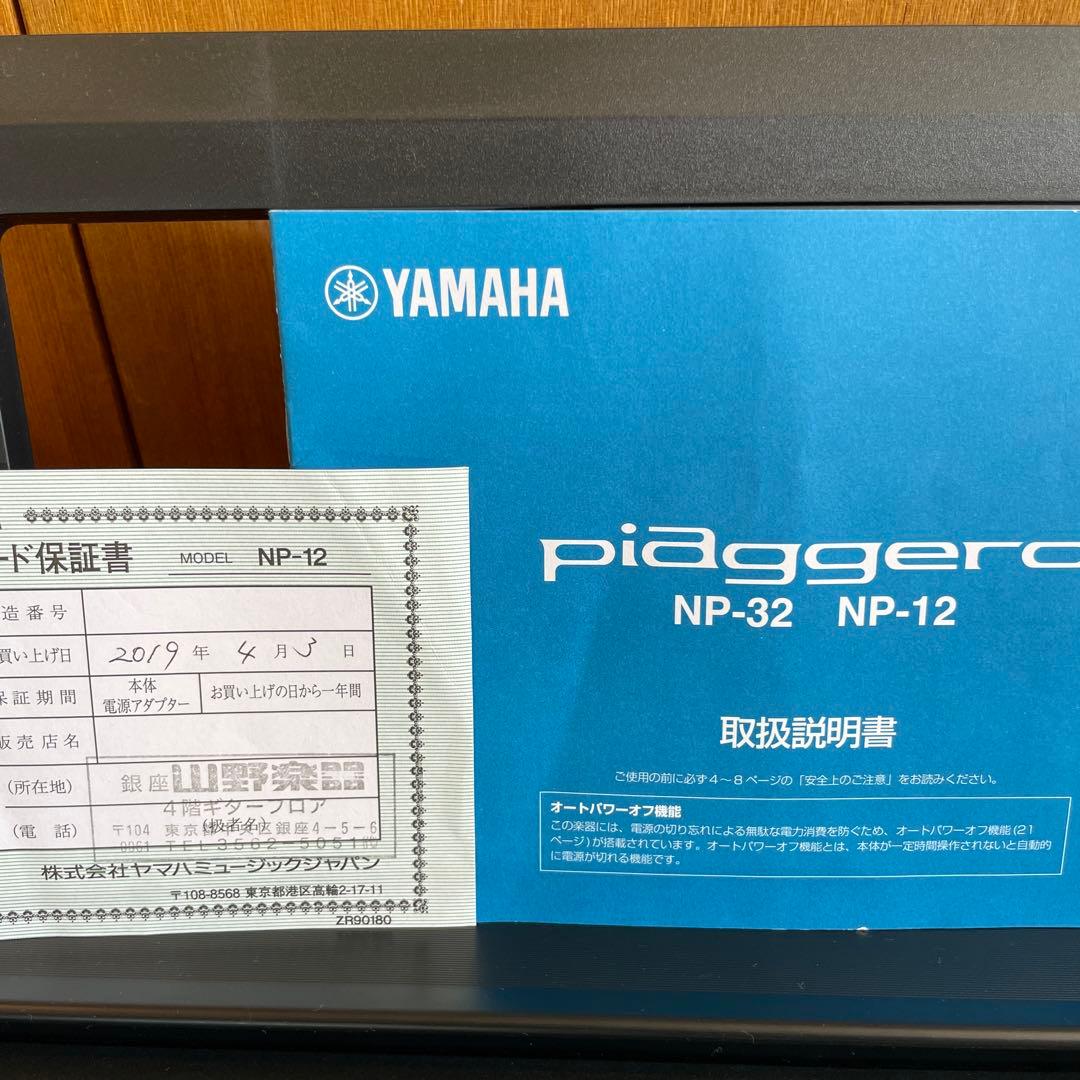 YAMAHA
piaggero
NP-32 NP-12
取扱説明書
ご使用の前に必ず4～8ページの「安全上のご注意」をお読みください。
オートパワーオフ機能
この楽器には、電源の切り忘れによる無駄な電力消費を防ぐため、オートパワーオフ機能(21
ページ)が搭載されています。オートパワーオフ機能とは、本体が一定時間操作されないと自動的
に電源が切れる機能です。
ード保証書 MODEL NP-12
造番号
買い上げ日 2019 年 4 月 3 日
保証期間 本体 電源アダプター お買い上げの日から一年間
販売店名
(所在地) 銀座 山野楽器
4階ギターフロア
(扱者名)
(電話) 〒104 東京都中央区銀座4-5-6
0061 TEL3562-5051
株式会社ヤマハミュージックジャパン
〒108-8568 東京都港区高輪2-17-11
ZR90180